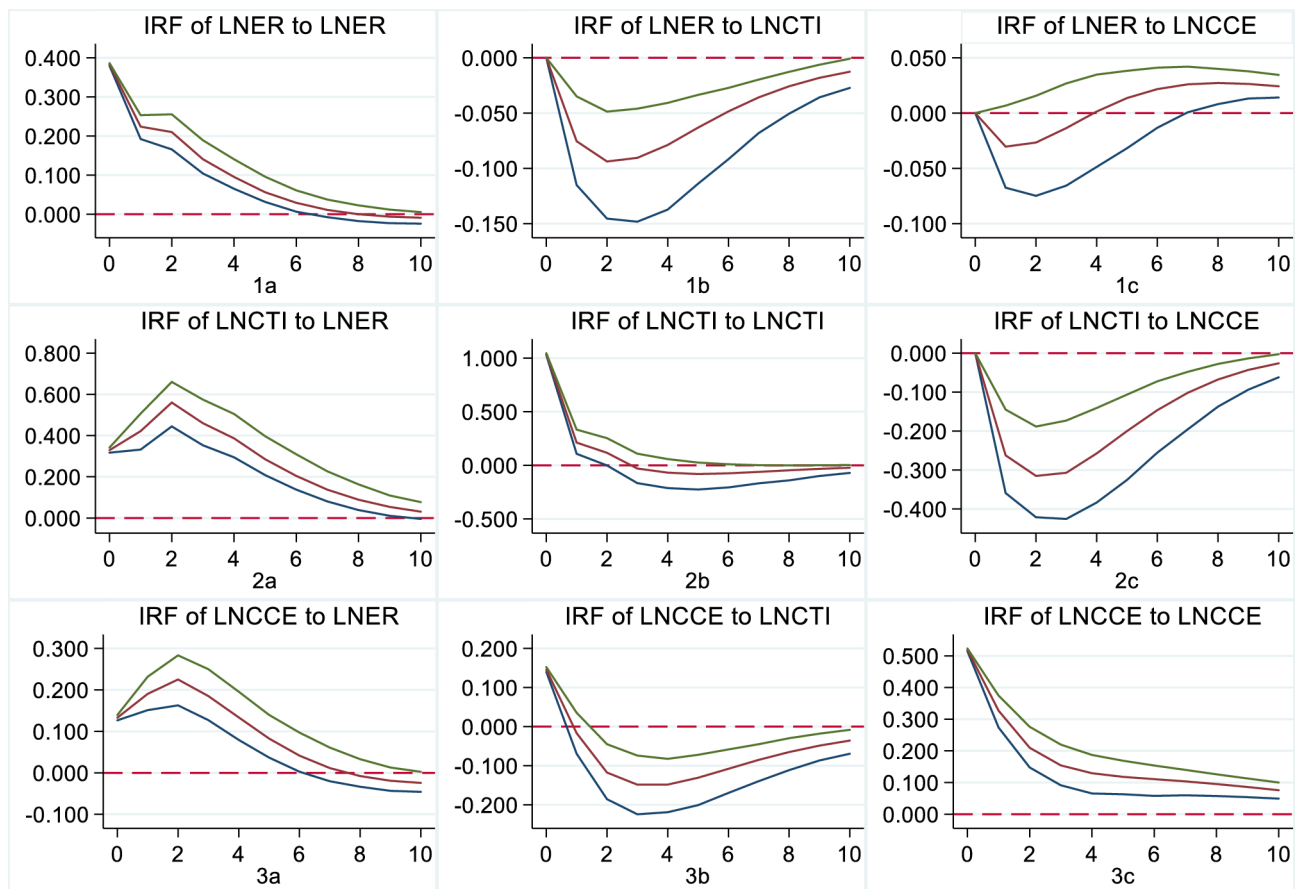 IRF of LNER to LNER
0.400
0.300
0.200
0.100
0.000
0 2 4 6 8 10
1a
IRF of LNER to LNCTI
0.000
-0.050
-0.100
-0.150
0 2 4 6 8 10
1b
IRF of LNER to LNCCE
0.050
0.000
-0.050
-0.100
0 2 4 6 8 10
1c
IRF of LNCTI to LNER
0.800
0.600
0.400
0.200
0.000
0 2 4 6 8 10
2a
IRF of LNCTI to LNCTI
1.000
0.500
0.000
-0.500
0 2 4 6 8 10
2b
IRF of LNCTI to LNCCE
0.000
-0.100
-0.200
-0.300
-0.400
0 2 4 6 8 10
2c
IRF of LNCCE to LNER
0.300
0.200
0.100
0.000
-0.100
0 2 4 6 8 10
3a
IRF of LNCCE to LNCTI
0.200
0.100
0.000
-0.100
-0.200
0 2 4 6 8 10
3b
IRF of LNCCE to LNCCE
0.500
0.400
0.300
0.200
0.100
0.000
0 2 4 6 8 10
3c